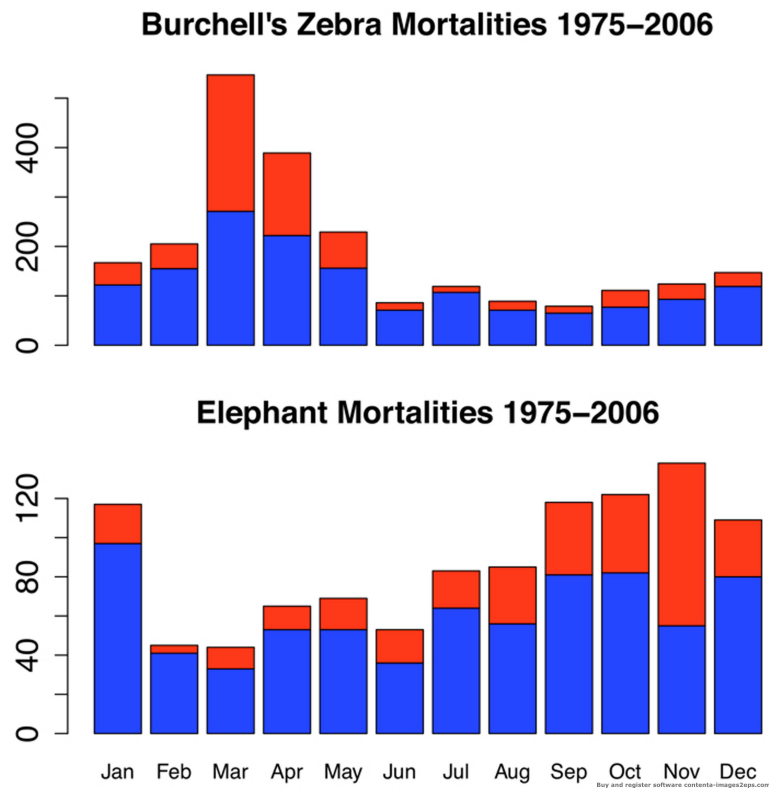 Burchell's Zebra Mortalities 1975–2006
400
200
0
Elephant Mortalities 1975–2006
120
80
40
0
Jan Feb Mar Apr May Jun Jul Aug Sep Oct Nov Dec
Buy and register software contenta-images2eps.com